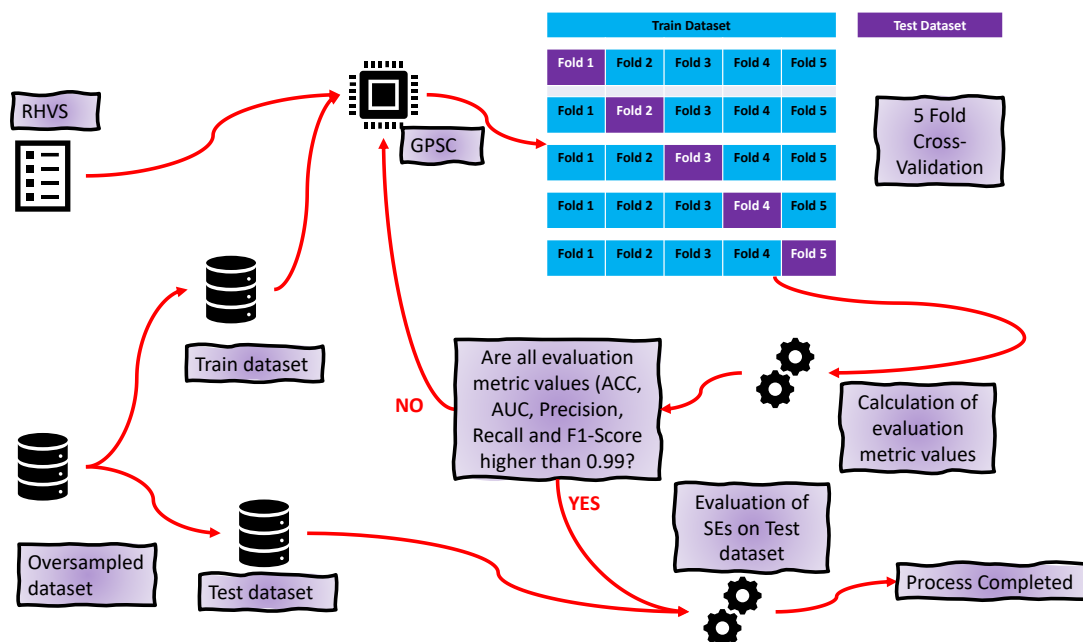 Train Dataset
Test Dataset
Fold 1 Fold 2 Fold 3 Fold 4 Fold 5
Fold 1 Fold 2 Fold 3 Fold 4 Fold 5
Fold 1 Fold 2 Fold 3 Fold 4 Fold 5
Fold 1 Fold 2 Fold 3 Fold 4 Fold 5
Fold 1 Fold 2 Fold 3 Fold 4 Fold 5
5 Fold
Cross-
Validation
RHVS
GPSC
Train dataset
Are all evaluation
metric values (ACC,
AUC, Precision,
Recall and F1-Score
higher than 0.99?
NO
YES
Calculation of
evaluation
metric values
Oversampled
dataset
Test dataset
Evaluation of
SEs on Test
dataset
Process Completed